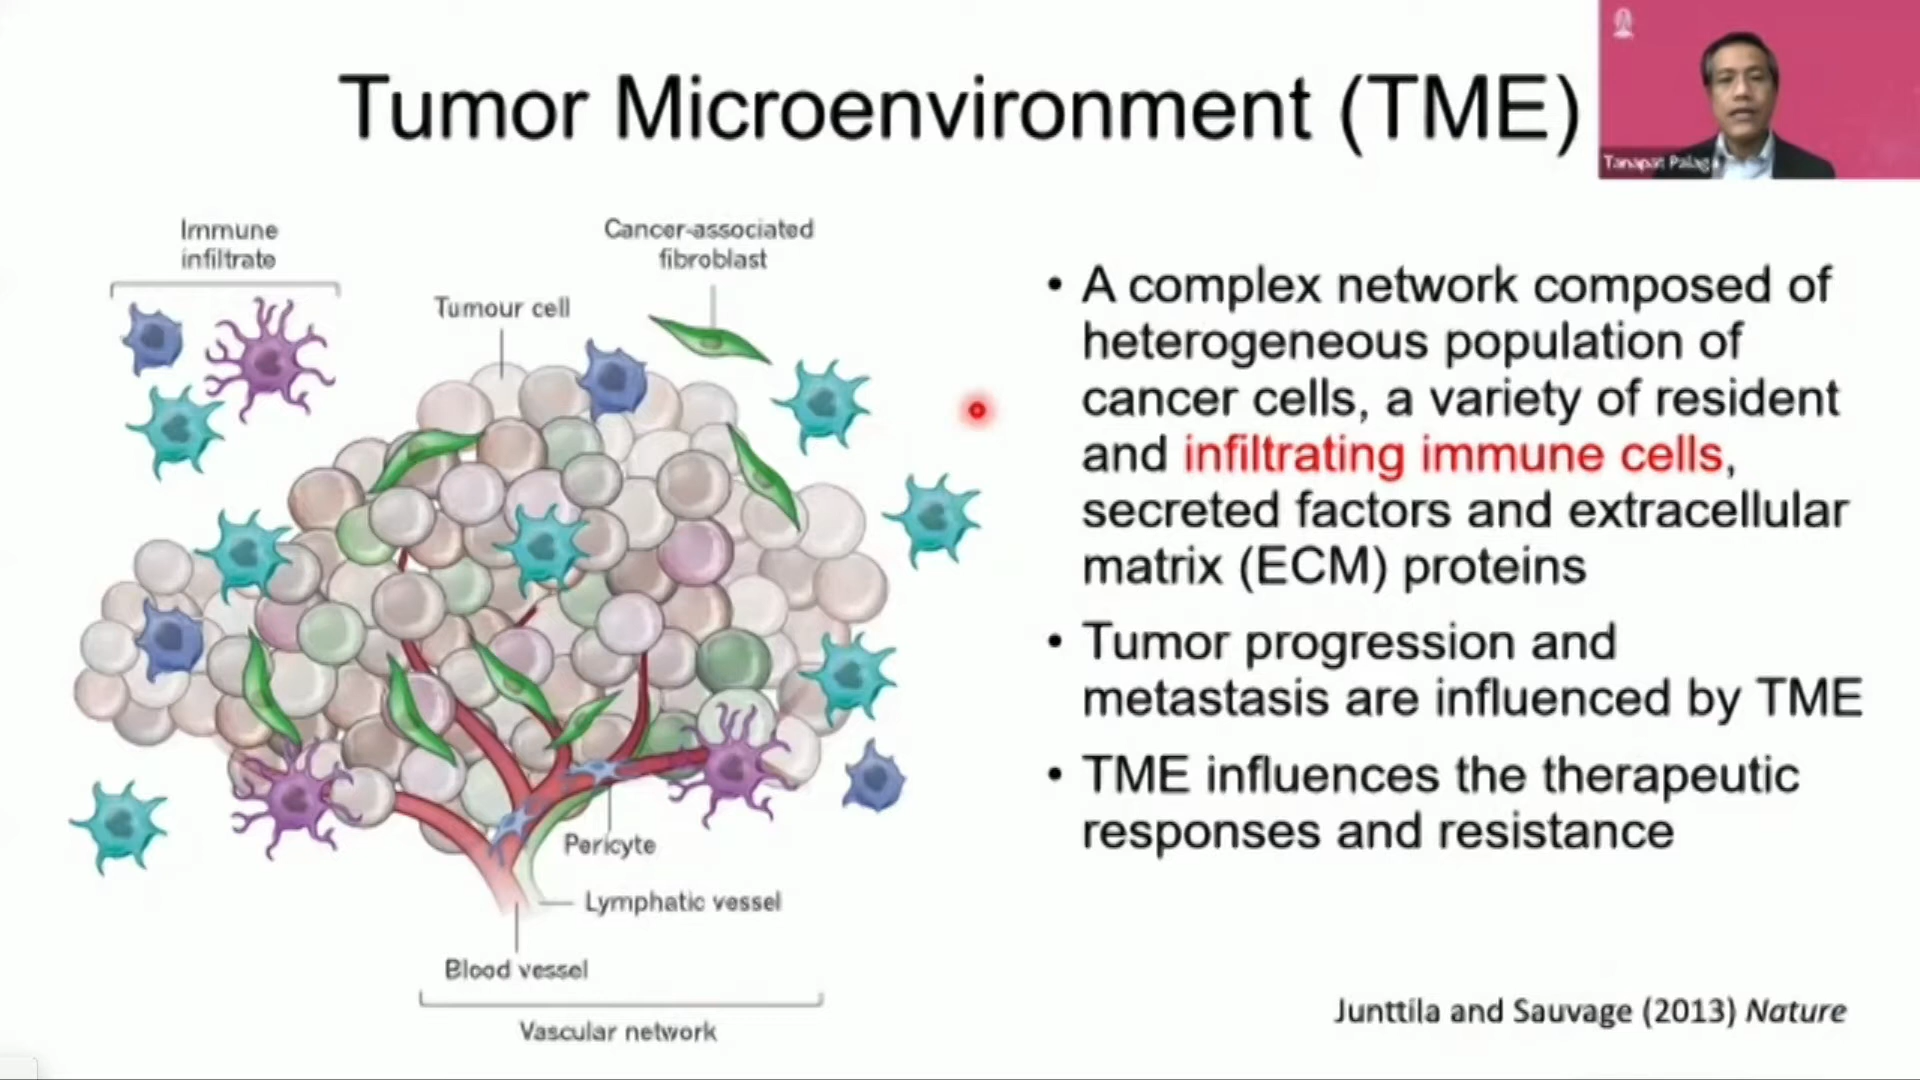 Tumor Microenvironment (TME)
Tanapat Palaga
Immune
infiltrate
Cancer-associated
fibroblast
Tumour cell
Pericyte
Lymphatic vessel
Blood vessel
Vascular network
• A complex network composed of
heterogeneous population of
cancer cells, a variety of resident
and infiltrating immune cells,
secreted factors and extracellular
matrix (ECM) proteins
• Tumor progression and
metastasis are influenced by TME
• TME influences the therapeutic
responses and resistance
Junttila and Sauvage (2013) Nature